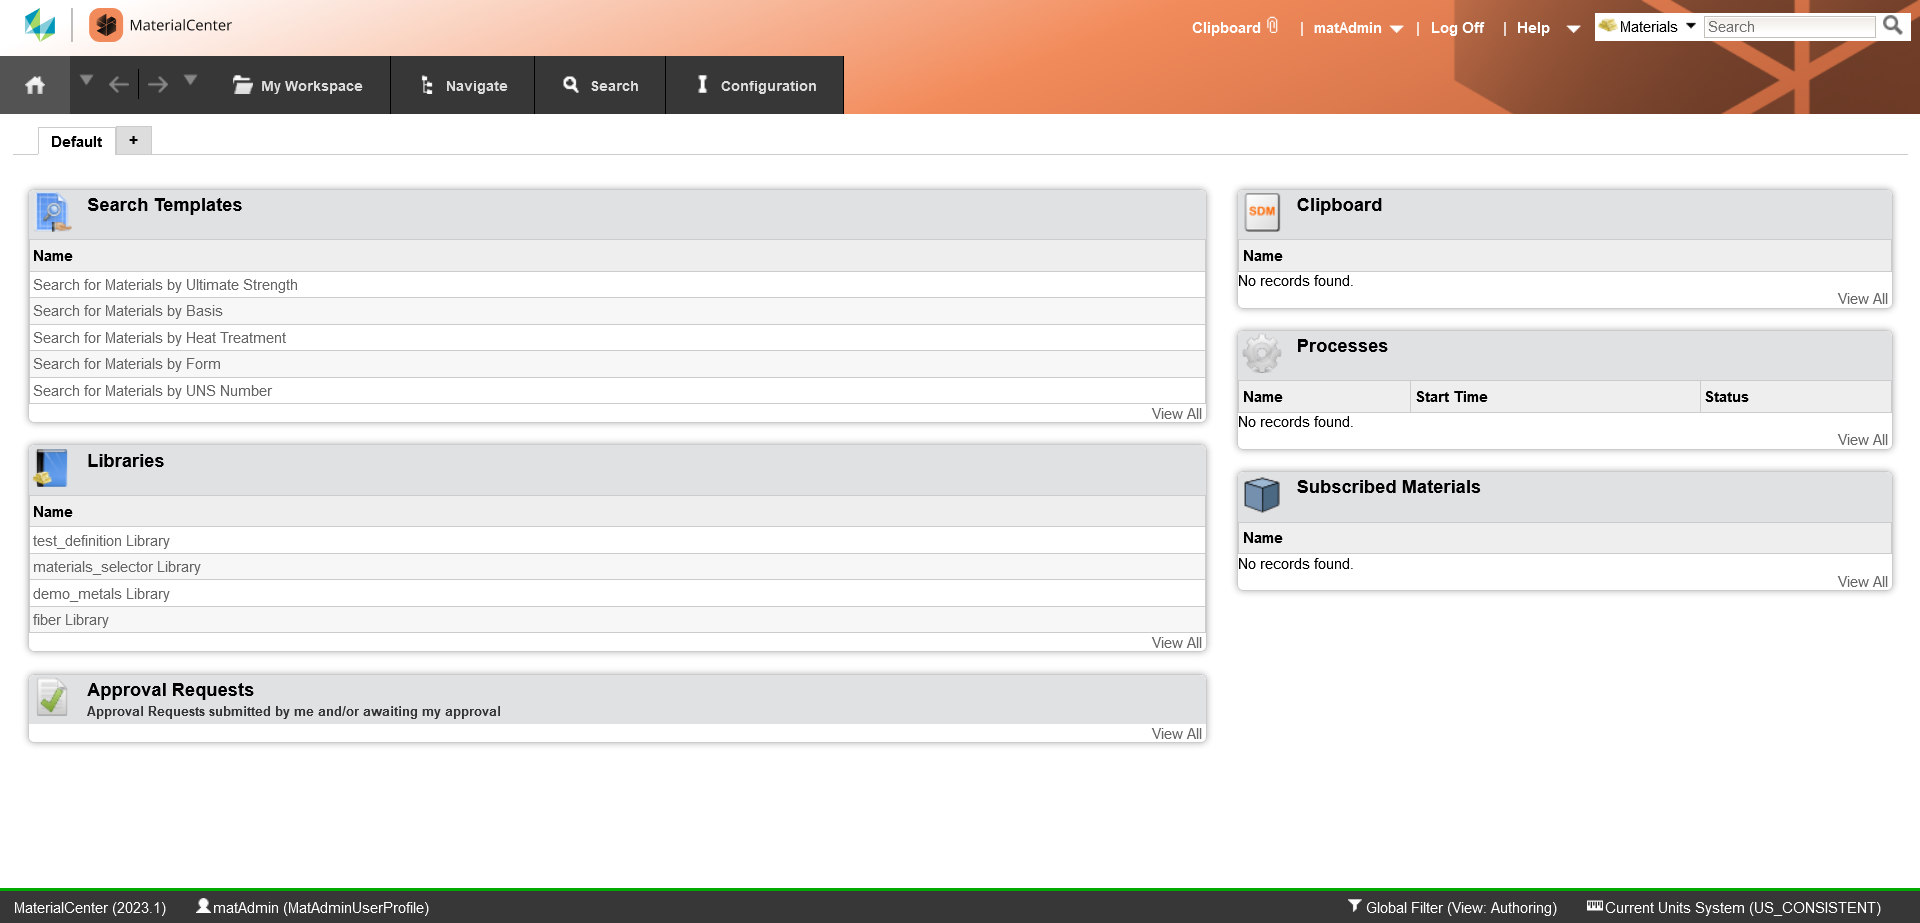 MaterialCenter
Clipboard | matAdmin | Log Off | Help
Materials
Search
My Workspace
Navigate
Search
Configuration
Default
+
Search Templates
Name
Search for Materials by Ultimate Strength
Search for Materials by Basis
Search for Materials by Heat Treatment
Search for Materials by Form
Search for Materials by UNS Number
View All
Libraries
Name
test_definition Library
materials_selector Library
demo_metals Library
fiber Library
View All
Approval Requests
Approval Requests submitted by me and/or awaiting my approval
View All
SDM
Clipboard
Name
No records found.
View All
Processes
Name Start Time Status
No records found.
View All
Subscribed Materials
Name
No records found.
View All
MaterialCenter (2023.1)
matAdmin (MatAdminUserProfile)
Global Filter (View: Authoring)
Current Units System (US_CONSISTENT)